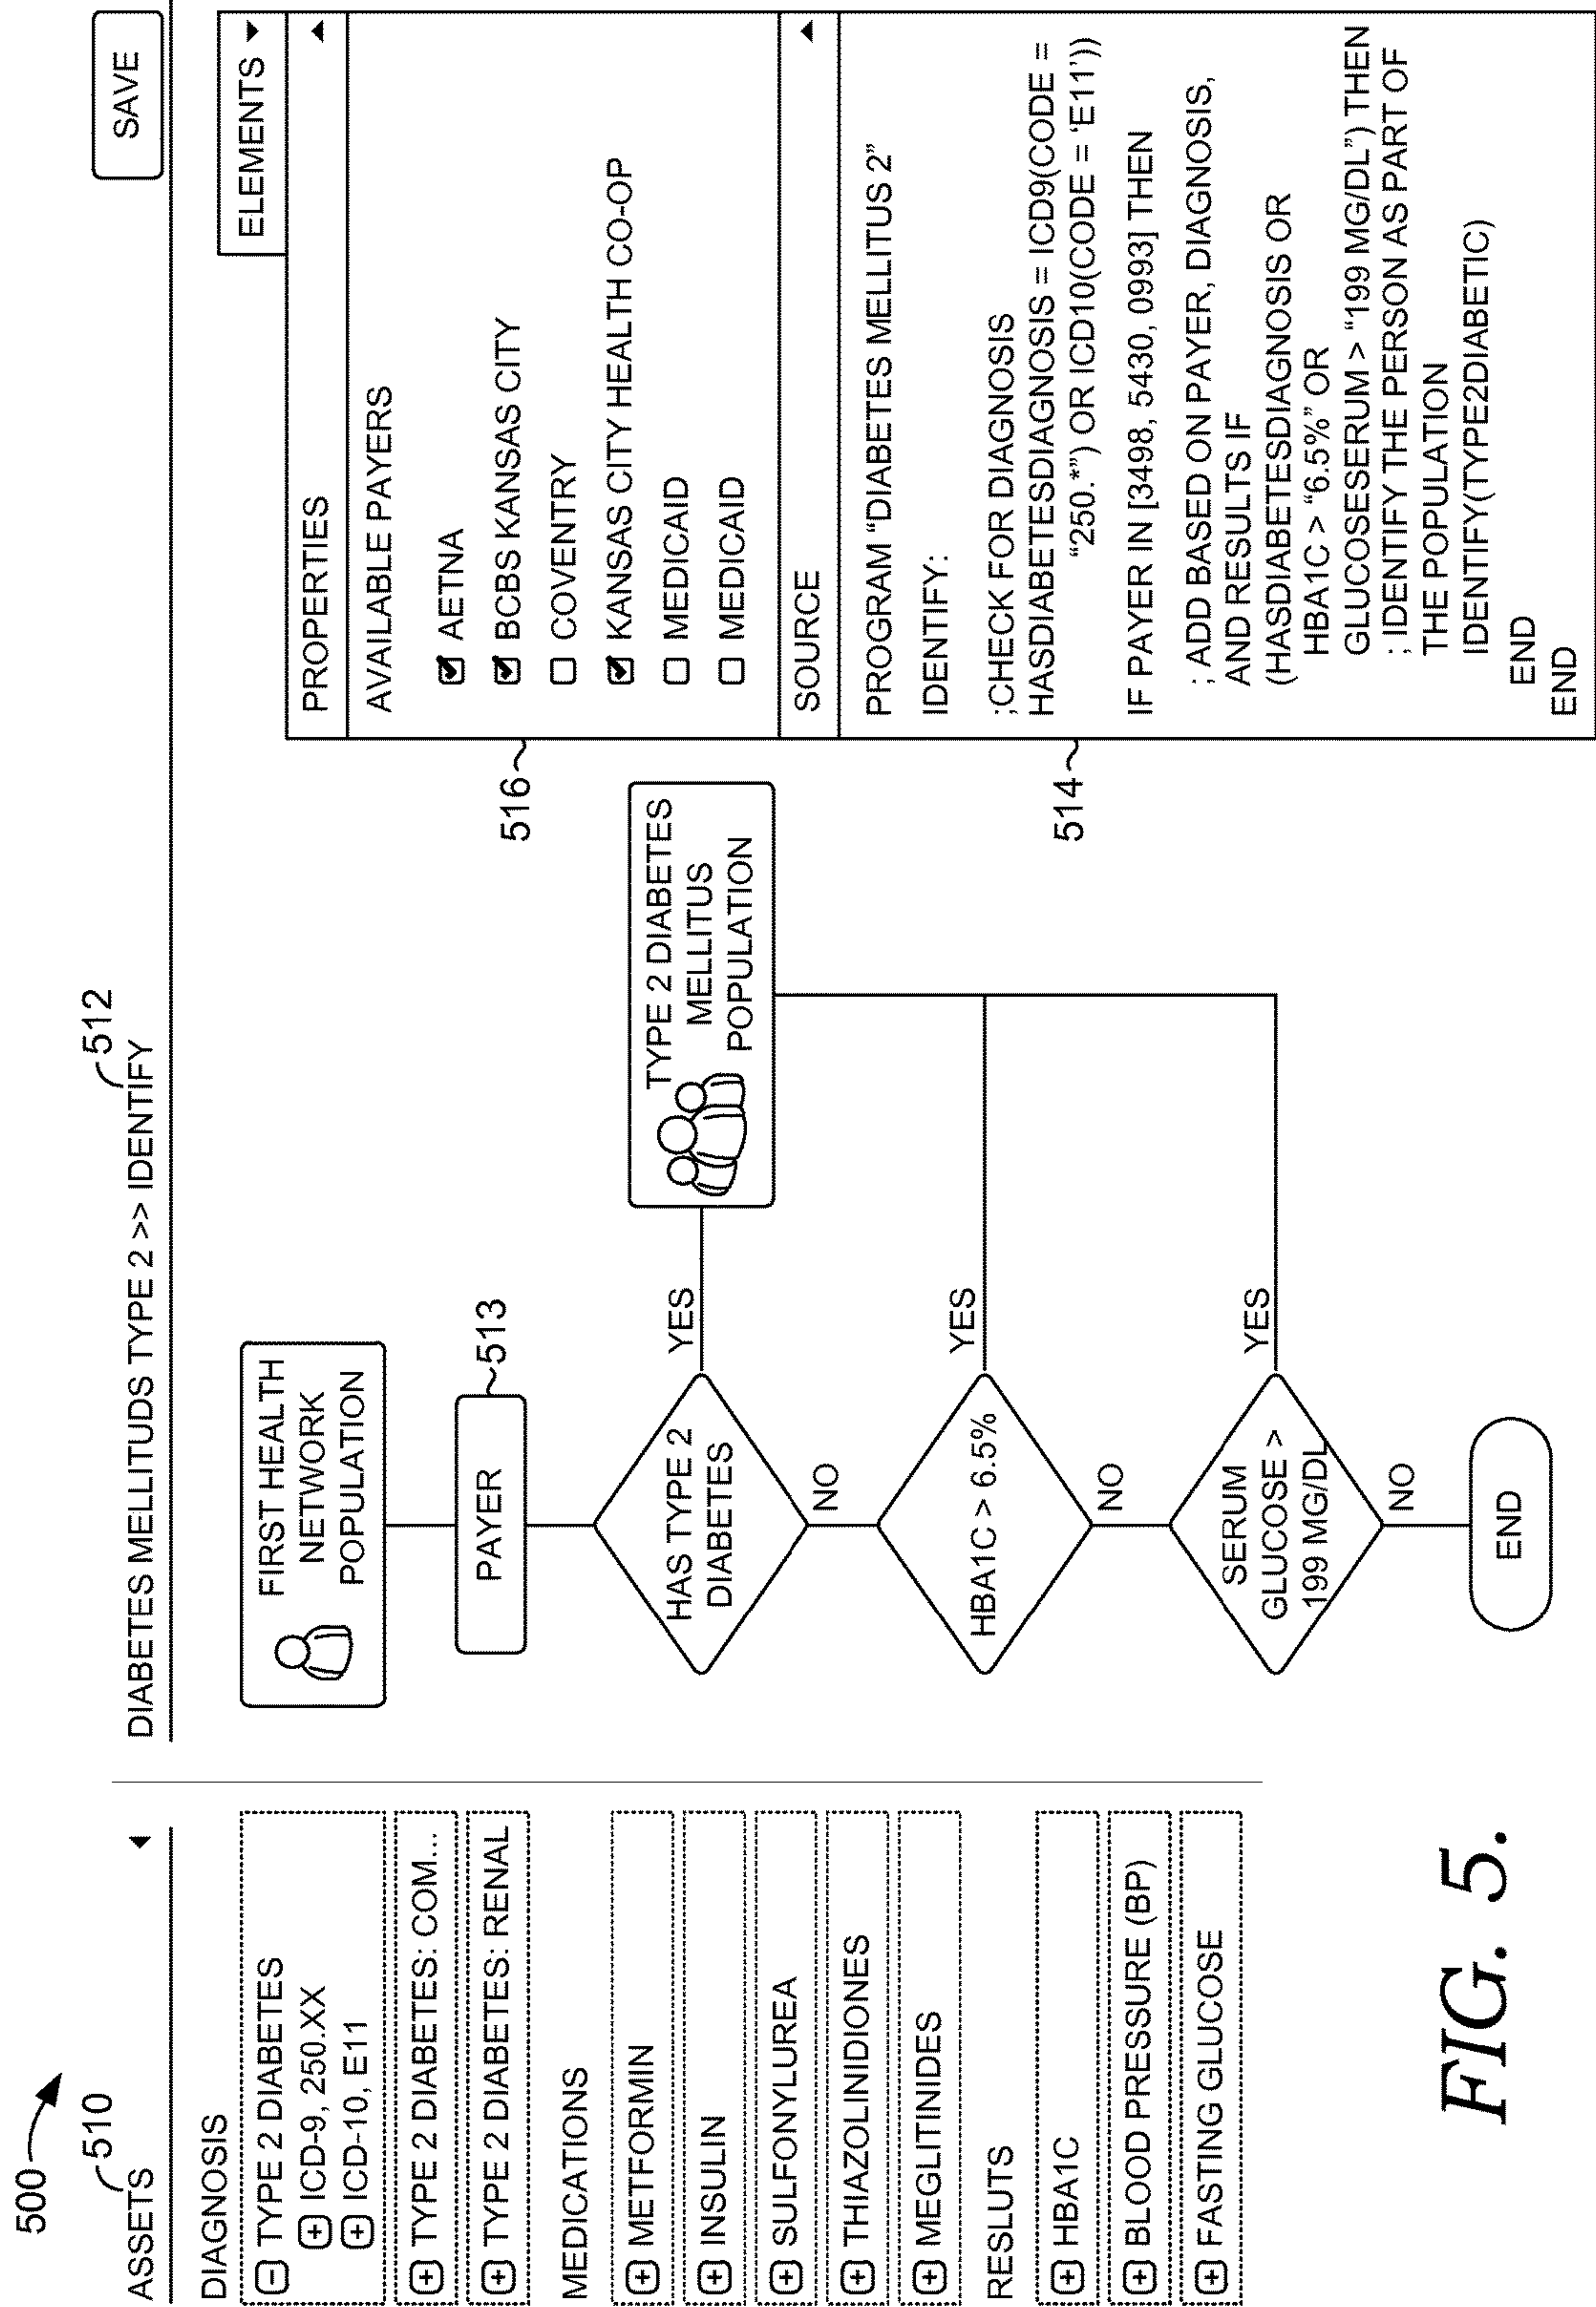 500
510
ASSETS
DIAGNOSIS
TYPE 2 DIABETES
ICD-9, 250.XX
ICD-10, E11
TYPE 2 DIABETES: COM...
TYPE 2 DIABETES: RENAL
MEDICATIONS
METFORMIN
INSULIN
SULFONYLUREA
THIAZOLINIDIONES
MEGLITINIDES
RESLUTS
HBA1C
BLOOD PRESSURE (BP)
FASTING GLUCOSE
512
DIABETES MELLITUDS TYPE 2 >> IDENTIFY
SAVE
FIRST HEALTH
NETWORK
POPULATION
PAYER
513
HAS TYPE 2
DIABETES
YES
NO
TYPE 2 DIABETES
MELLITUS
POPULATION
HBA1C > 6.5%
YES
NO
SERUM
GLUCOSE >
199 MG/DL
YES
NO
END
ELEMENTS
PROPERTIES
AVAILABLE PAYERS
AETNA
BCBS KANSAS CITY
COVENTRY
KANSAS CITY HEALTH CO-OP
MEDICAID
MEDICAID
516
SOURCE
PROGRAM “DIABETES MELLITUS 2”
IDENTIFY:
;CHECK FOR DIAGNOSIS
HASDIABETESDIAGNOSIS = ICD9(CODE =
“250.*”) OR ICD10(CODE = ‘E11’))
IF PAYER IN [3498, 5430, 0993] THEN
; ADD BASED ON PAYER, DIAGNOSIS,
AND RESULTS IF
(HASDIABETESDIAGNOSIS OR
HBA1C > “6.5%” OR
GLUCOSESERUM > “199 MG/DL”) THEN
; IDENTIFY THE PERSON AS PART OF
THE POPULATION
IDENTIFY(TYPE2DIABETIC)
END
END
514
FIG. 5.